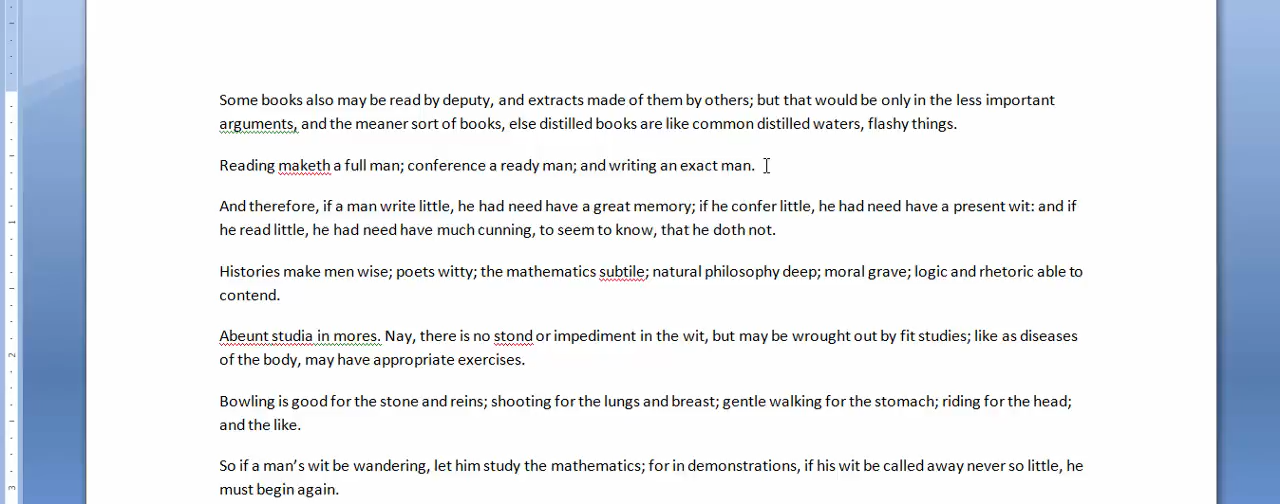 Some books also may be read by deputy, and extracts made of them by others; but that would be only in the less important
arguments, and the meaner sort of books, else distilled books are like common distilled waters, flashy things.
Reading maketh a full man; conference a ready man; and writing an exact man.
And therefore, if a man write little, he had need have a great memory; if he confer little, he had need have a present wit: and if
he read little, he had need have much cunning, to seem to know, that he doth not.
Histories make men wise; poets witty; the mathematics subtile; natural philosophy deep; moral grave; logic and rhetoric able to
contend.
Abeunt studia in mores. Nay, there is no stond or impediment in the wit, but may be wrought out by fit studies; like as diseases
of the body, may have appropriate exercises.
Bowling is good for the stone and reins; shooting for the lungs and breast; gentle walking for the stomach; riding for the head;
and the like.
So if a man’s wit be wandering, let him study the mathematics; for in demonstrations, if his wit be called away never so little, he
must begin again.
1
2
3